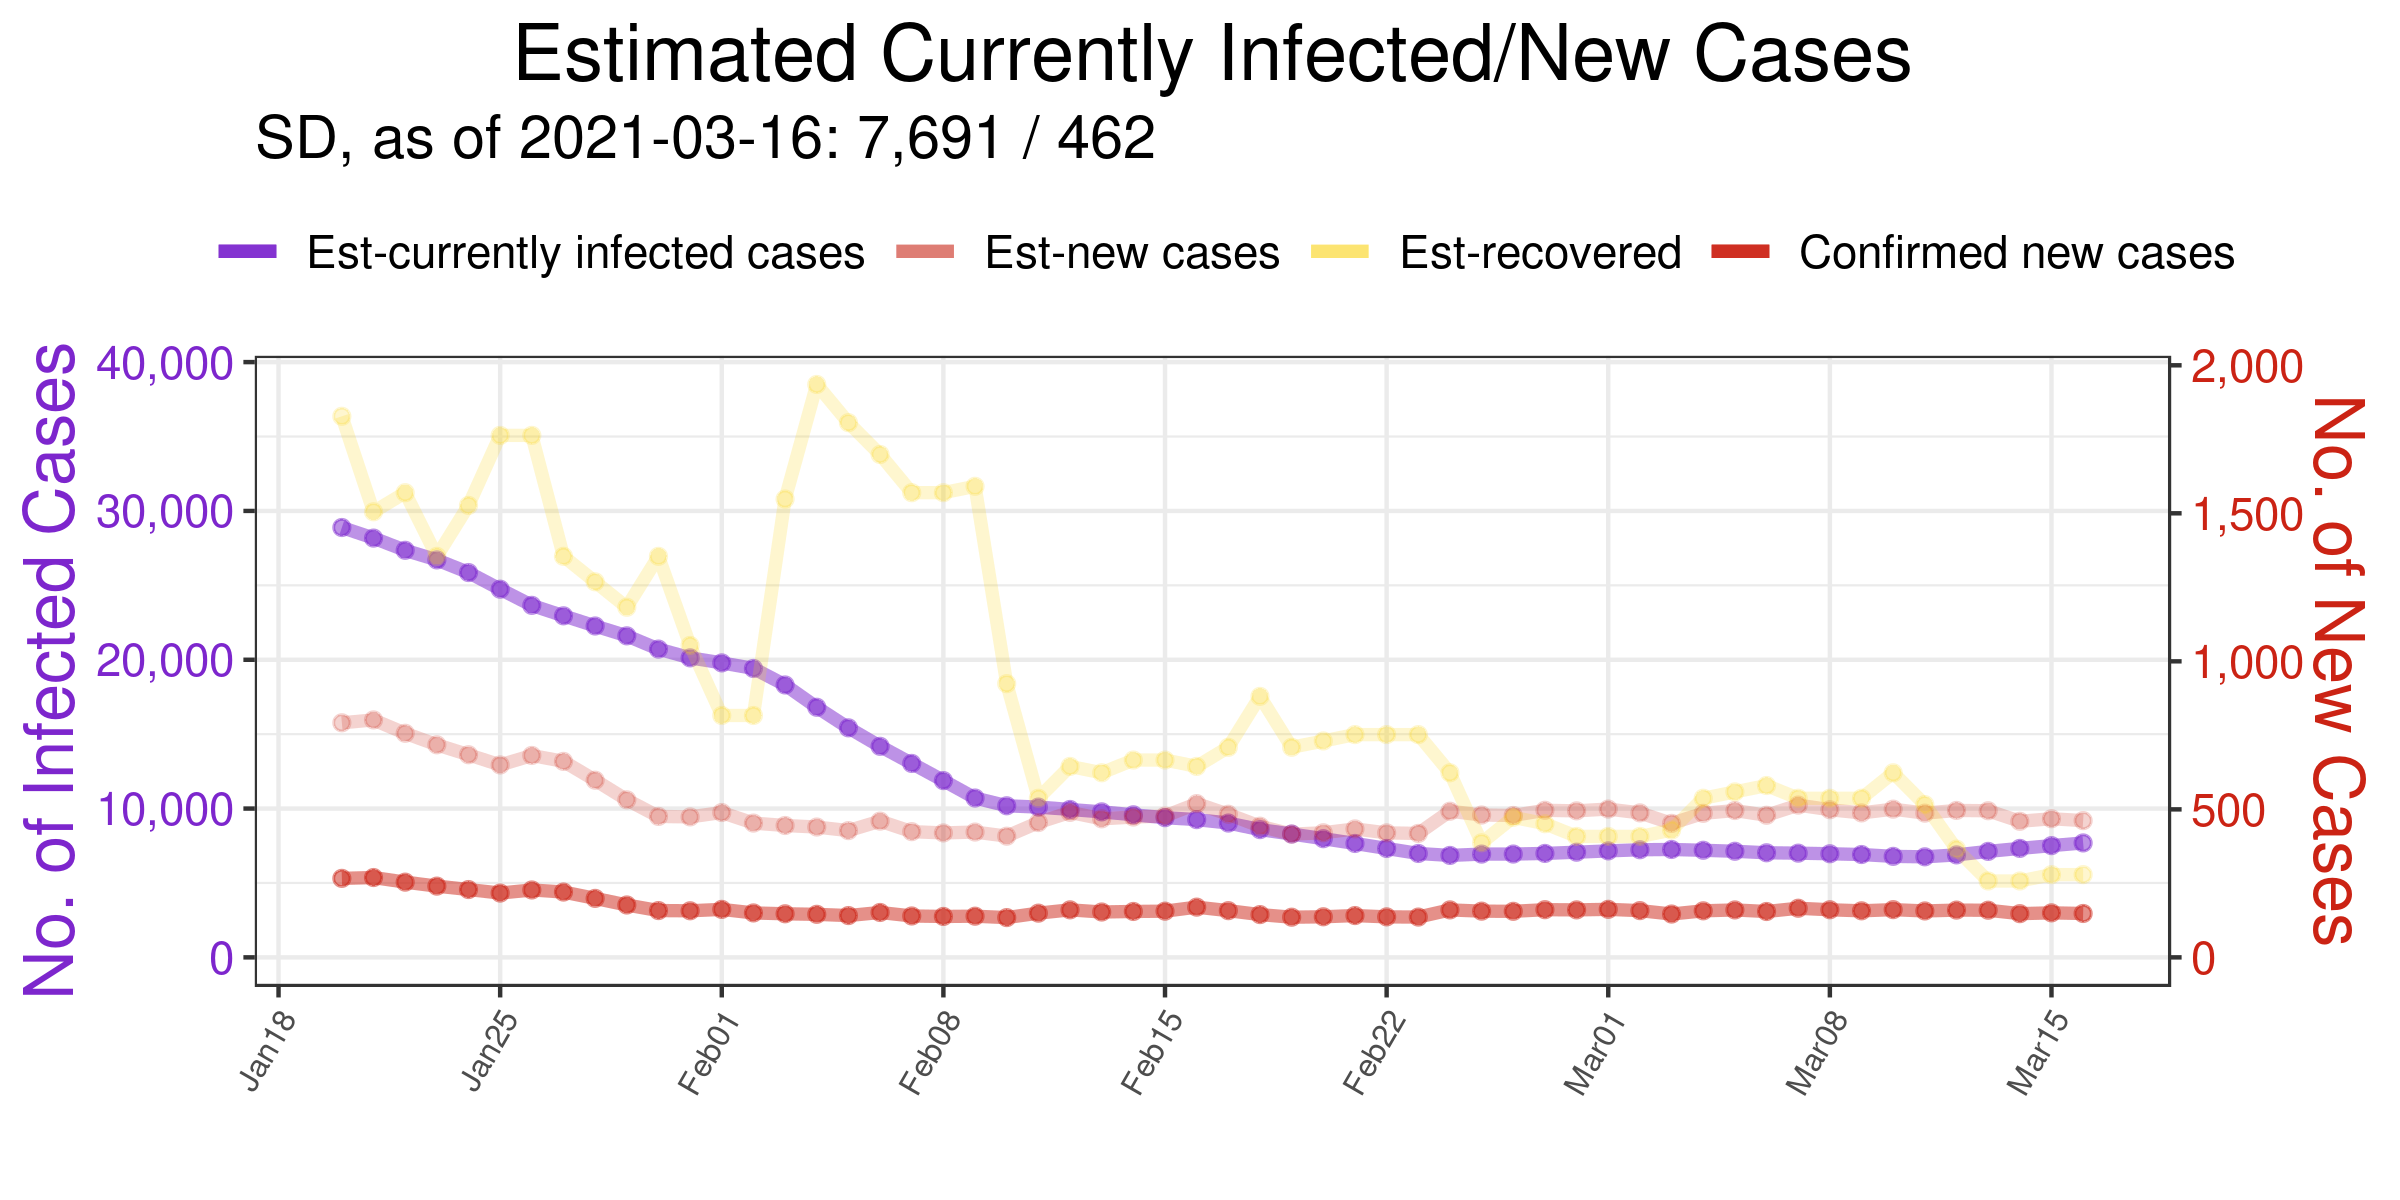 Estimated Currently Infected/New Cases
SD, as of 2021-03-16: 7,691 / 462
Est-currently infected cases Est-new cases Est-recovered Confirmed new cases
No. of Infected Cases
40,000
30,000
20,000
10,000
0
2,000
1,500
1,000
500
0
No. of New Cases
Jan18 Jan25 Feb01 Feb08 Feb15 Feb22 Mar01 Mar08 Mar15